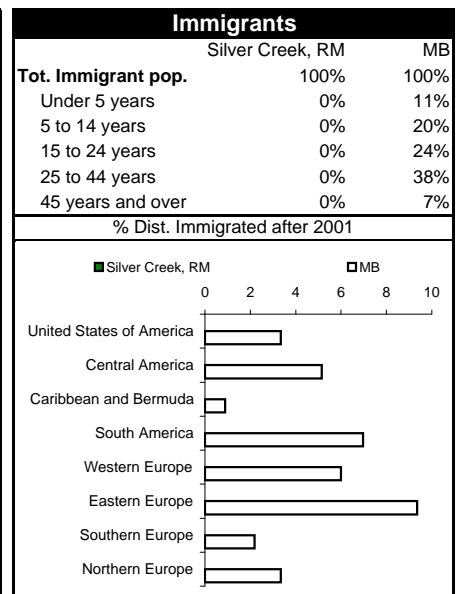 Immigrants
Silver Creek, RM MB
Tot. Immigrant pop. 100% 100%
Under 5 years 0% 11%
5 to 14 years 0% 20%
15 to 24 years 0% 24%
25 to 44 years 0% 38%
45 years and over 0% 7%
% Dist. Immigrated after 2001
Silver Creek, RM MB
0 2 4 6 8 10
United States of America
Central America
Caribbean and Bermuda
South America
Western Europe
Eastern Europe
Southern Europe
Northern Europe